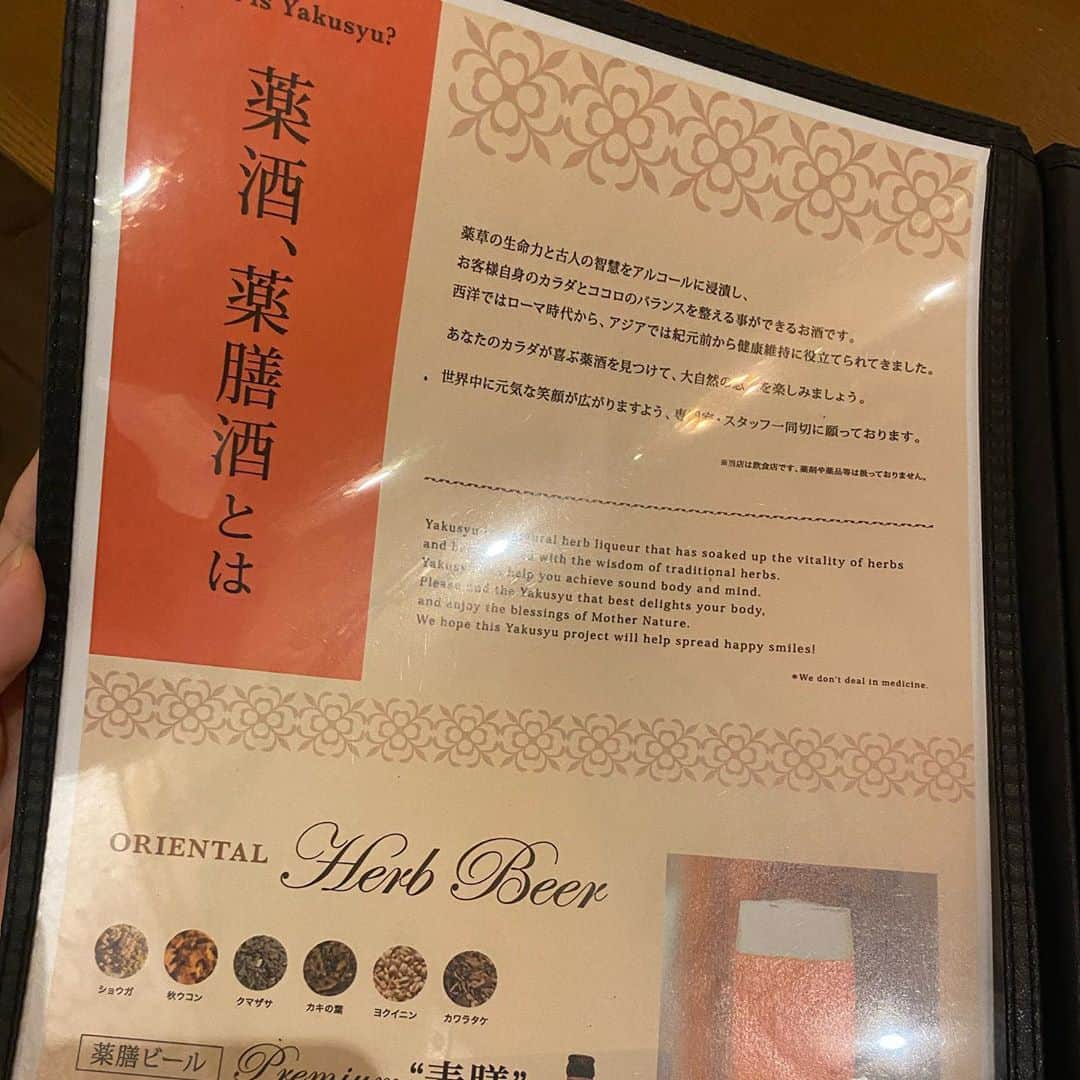 is Yakusyu?
薬酒、薬膳酒とは
薬草の生命力と古人の智慧をアルコールに浸漬し、
お客様自身のカラダとココロのバランスを整える事ができるお酒です。
西洋ではローマ時代から、アジアでは紀元前から健康維持に役立てられてきました。
あなたのカラダが喜ぶ薬酒を見つけて、大自然の を楽しみましょう。
世界中に元気な笑顔が広がりますよう、 ・スタッフ一同切に願っております。
※当店は飲食店です、薬剤や薬品等は扱っておりません。
Yakusyu herb liqueur that has soaked up the vitality of herbs
and with the wisdom of traditional herbs.
help you achieve sound body and mind.
Please find the Yakusyu that best delights your body,
and enjoy the blessings of Mother Nature.
We hope this Yakusyu project will help spread happy smiles!
*We don't deal in medicine.
ORIENTAL Herb Beer
ショウガ 秋ウコン クマザサ カキの葉 ヨクイニン カワラタケ
薬膳ビール Premium